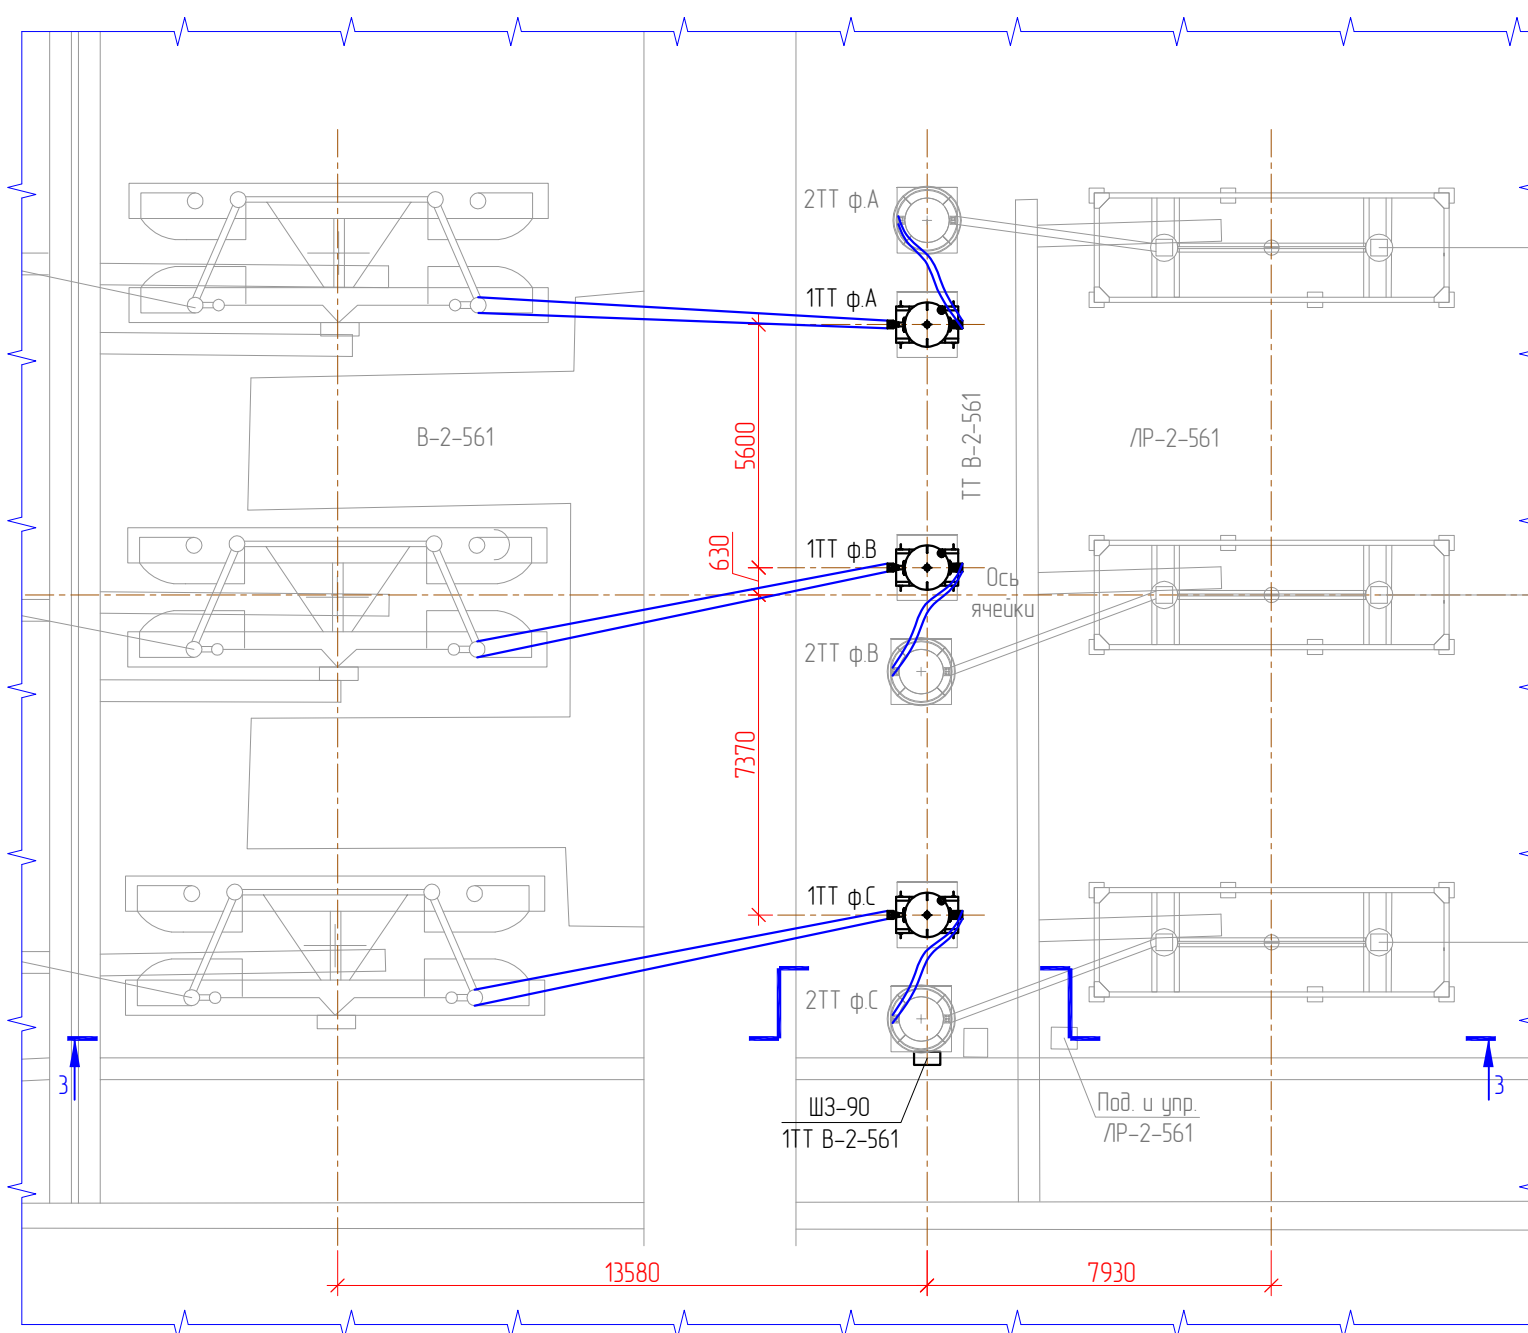 2ТТ ф.А
1ТТ ф.А
5600
В-2-561
ТТ В-2-561
ЛР-2-561
630
1ТТ ф.В
Ось
ячейки
2ТТ ф.В
7370
1ТТ ф.С
2ТТ ф.С
3
3
ШЗ-90
1ТТ В-2-561
Под. и упр.
ЛР-2-561
13580
7930